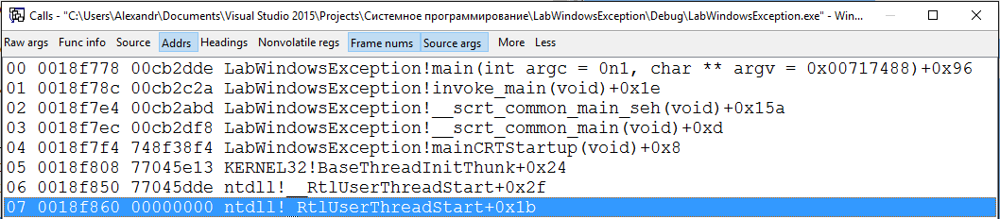 Calls - "C:\Users\Alexandr\Documents\Visual Studio 2015\Projects\Системное программирование\LabWindowsException\Debug\LabWindowsException.exe" - Win...
Raw args Func info Source Addrs Headings Nonvolatile regs Frame nums Source args More Less
00 0018f778 00cb2dde LabWindowsException!main(int argc = 0n1, char ** argv = 0x00717488)+0x96
01 0018f78c 00cb2c2a LabWindowsException!invoke_main(void)+0x1e
02 0018f7e4 00cb2abd LabWindowsException!__scrt_common_main_seh(void)+0x15a
03 0018f7ec 00cb2df8 LabWindowsException!__scrt_common_main(void)+0xd
04 0018f7f4 748f38f4 LabWindowsException!mainCRTStartup(void)+0x8
05 0018f808 77045e13 KERNEL32!BaseThreadInitThunk+0x24
06 0018f850 77045dde ntdll!__RtlUserThreadStart+0x2f
07 0018f860 00000000 ntdll!_RtlUserThreadStart+0x1b